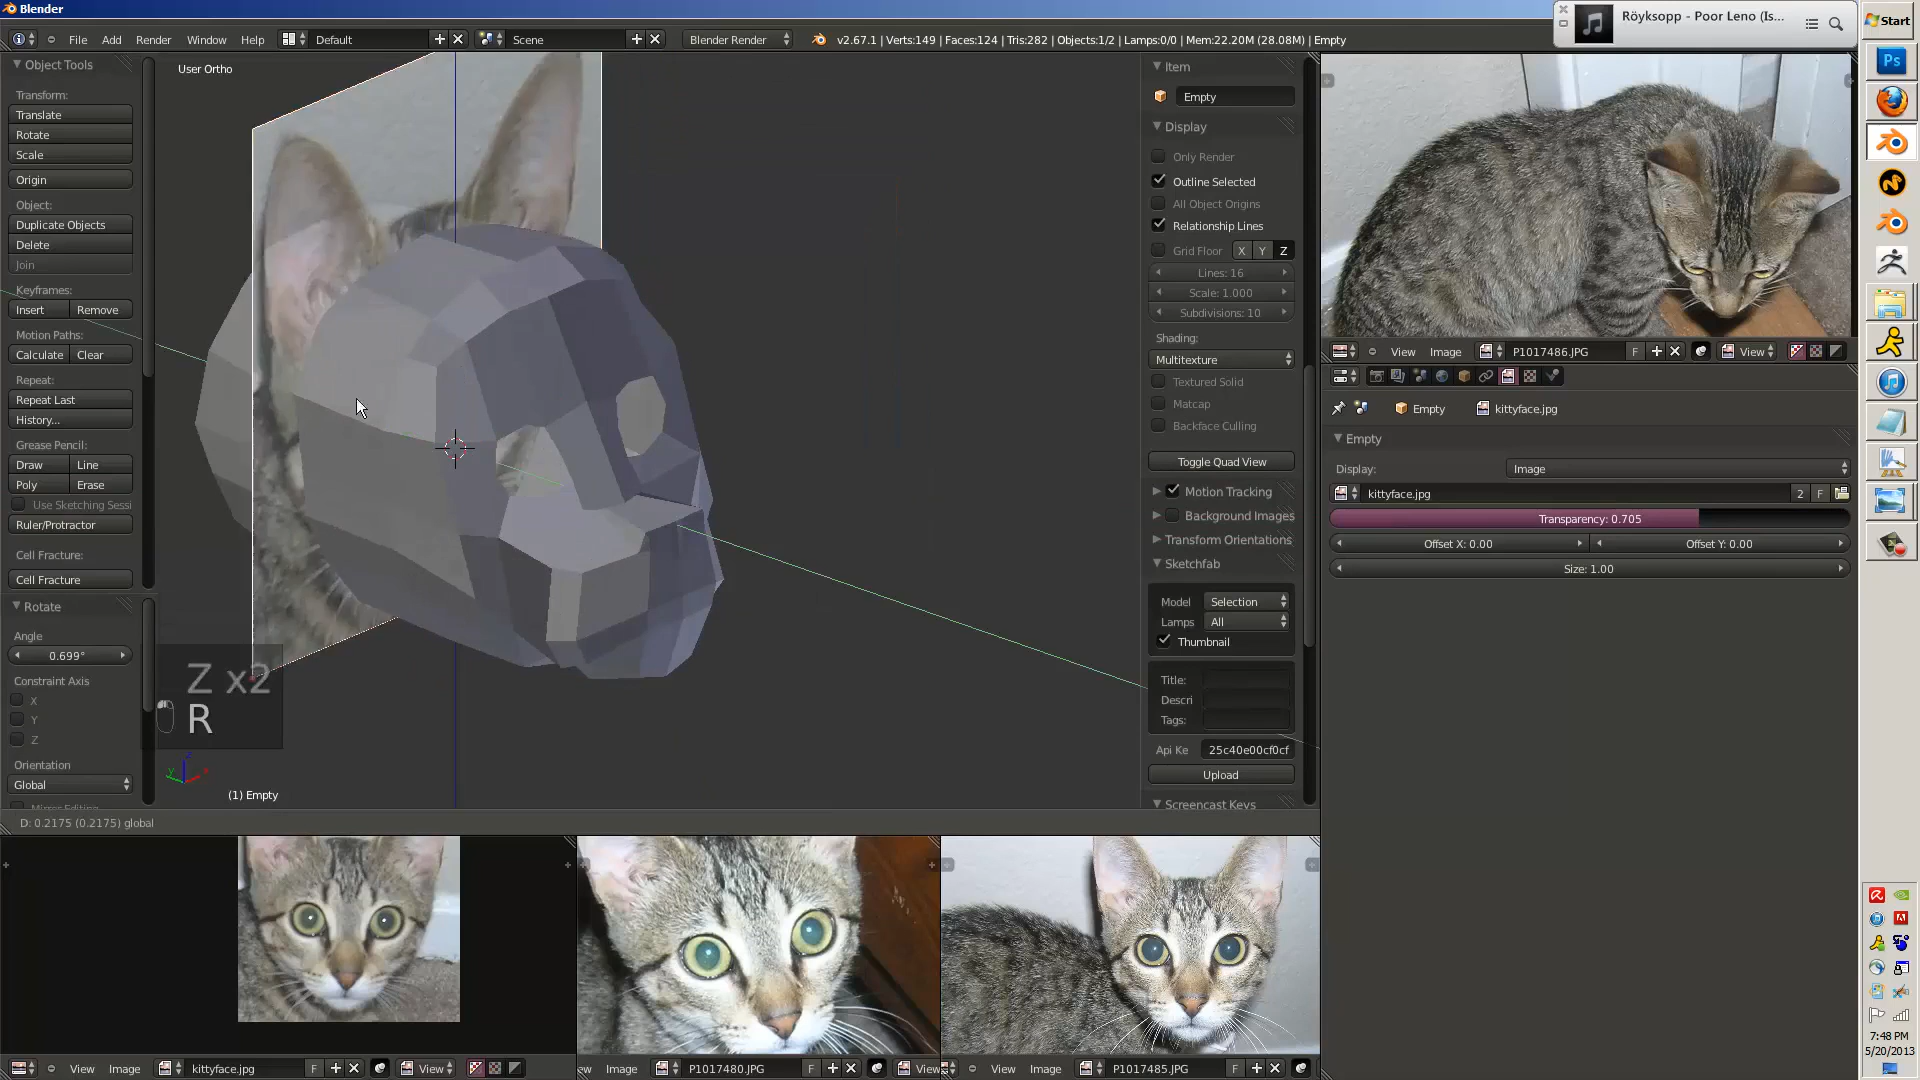 Blender
File Add Render Window Help Default Scene Blender Render v2.67.1 | Verts:149 | Faces:124 | Tris:282 | Objects:1/2 | Lamps:0/0 | Mem:22.20M (28.08M) | Empty
Röyksopp - Poor Leno (Is...
Start
Object Tools
Transform:
Translate
Rotate
Scale
Origin
Object:
Duplicate Objects
Delete
Join
Keyframes:
Insert Remove
Motion Paths:
Calculate Clear
Repeat:
Repeat Last
History...
Grease Pencil:
Draw Line
Poly Erase
Use Sketching Sessi
Ruler/Protractor
Cell Fracture:
Cell Fracture
Rotate
Angle
0.699°
Constraint Axis
X
Y
Z
Orientation
Global
User Ortho
Z x2
R
(1) Empty
D: 0.2175 (0.2175) global
Item
Empty
Display
Only Render
Outline Selected
All Object Origins
Relationship Lines
Grid Floor X Y Z
Lines: 16
Scale: 1.000
Subdivisions: 10
Shading:
Multitexture
Textured Solid
Matcap
Backface Culling
Toggle Quad View
Motion Tracking
Background Images
Transform Orientations
Sketchfab
Model Selection
Lamps All
Thumbnail
Title:
Descri
Tags:
Api Ke 25c40e00cf0cf
Upload
Screencast Keys
View Image P1017486.JPG F View
Empty kittyface.jpg
Empty
Display: Image
kittyface.jpg 2 F
Transparency: 0.705
Offset X: 0.00 Offset Y: 0.00
Size: 1.00
View Image kittyface.jpg F View
ew Image P1017480.JPG F View
View Image P1017485.JPG F
Ps
7:48 PM
5/20/2013